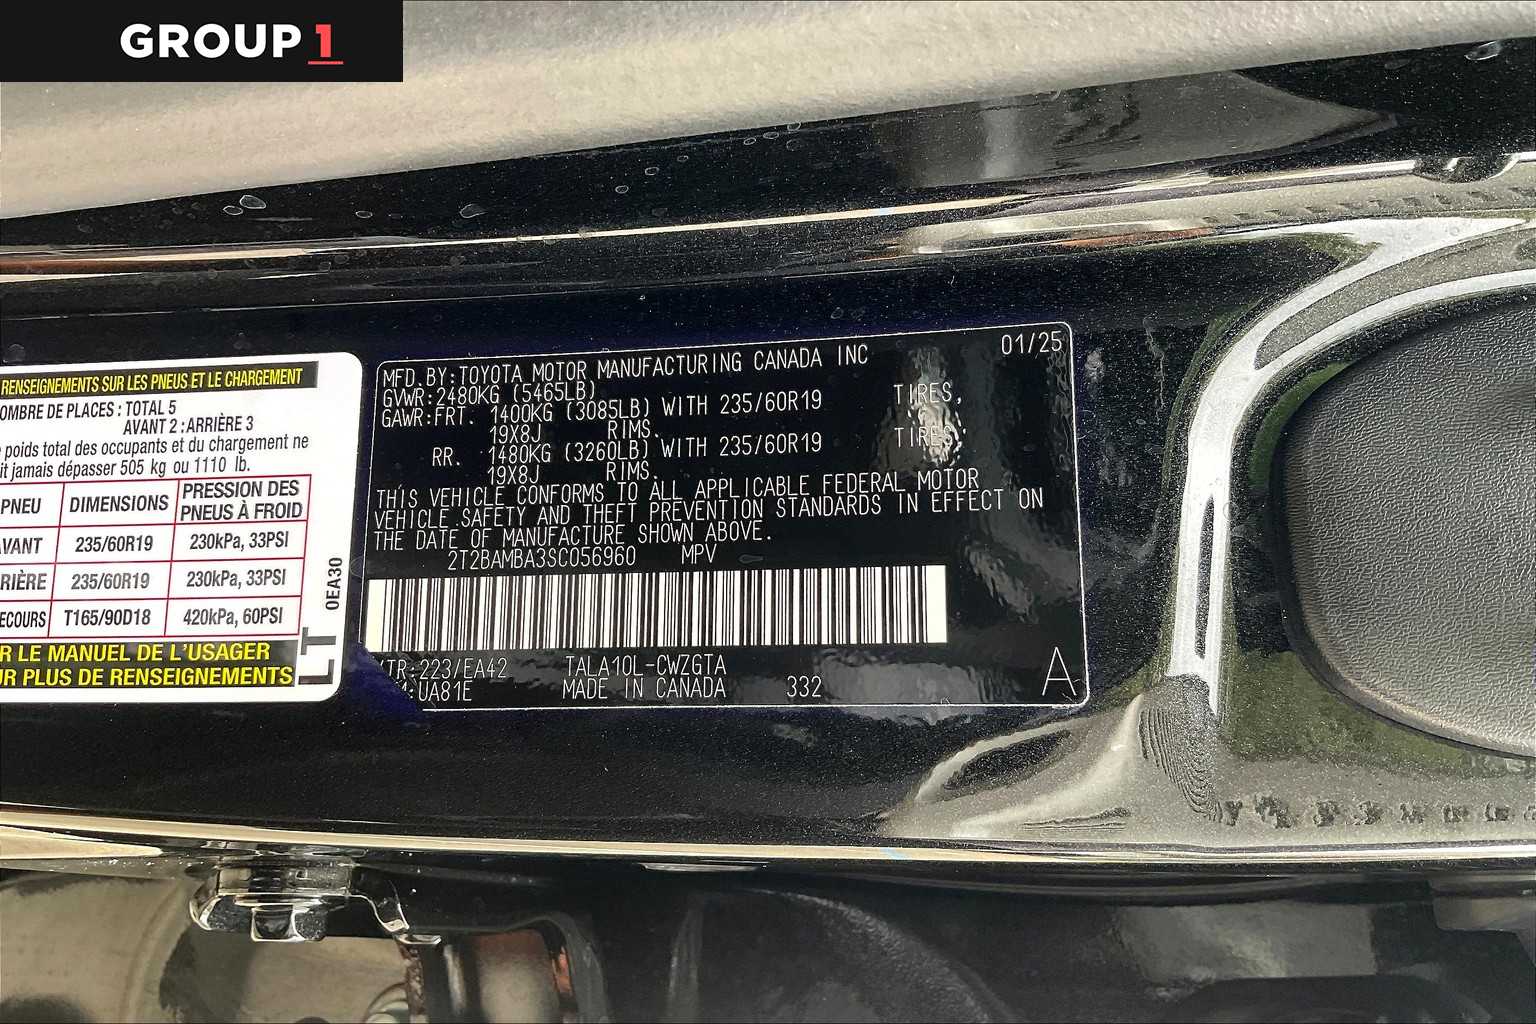 GROUP 1
RENSEIGNEMENTS SUR LES PNEUS ET LE CHARGEMENT
OMBRE DE PLACES : TOTAL 5
AVANT 2 : ARRIÈRE 3
poids total des occupants et du chargement ne
it jamais dépasser 505 kg ou 1110 lb.
PNEU DIMENSIONS PRESSION DES PNEUS À FROID
AVANT 235/60R19 230kPa, 33PSI
RIÈRE 235/60R19 230kPa, 33PSI
ECOURS T165/90D18 420kPa, 60PSI
R LE MANUEL DE L'USAGER
UR PLUS DE RENSEIGNEMENTS
0EA30
LT
MFD.BY:TOYOTA MOTOR MANUFACTURING CANADA INC 01/25
GVWR:2480KG (5465LB)
GAWR:FRT. 1400KG (3085LB) WITH 235/60R19 TIRES,
19X8J RIMS.
RR. 1480KG (3260LB) WITH 235/60R19 TIRES,
19X8J RIMS.
THIS VEHICLE CONFORMS TO ALL APPLICABLE FEDERAL MOTOR
VEHICLE SAFETY AND THEFT PREVENTION STANDARDS IN EFFECT ON
THE DATE OF MANUFACTURE SHOWN ABOVE.
2T2BAMBA3SC056960 MPV
/TR:223/EA42 TALA10L-CWZGTA
:UA81E MADE IN CANADA 332
A